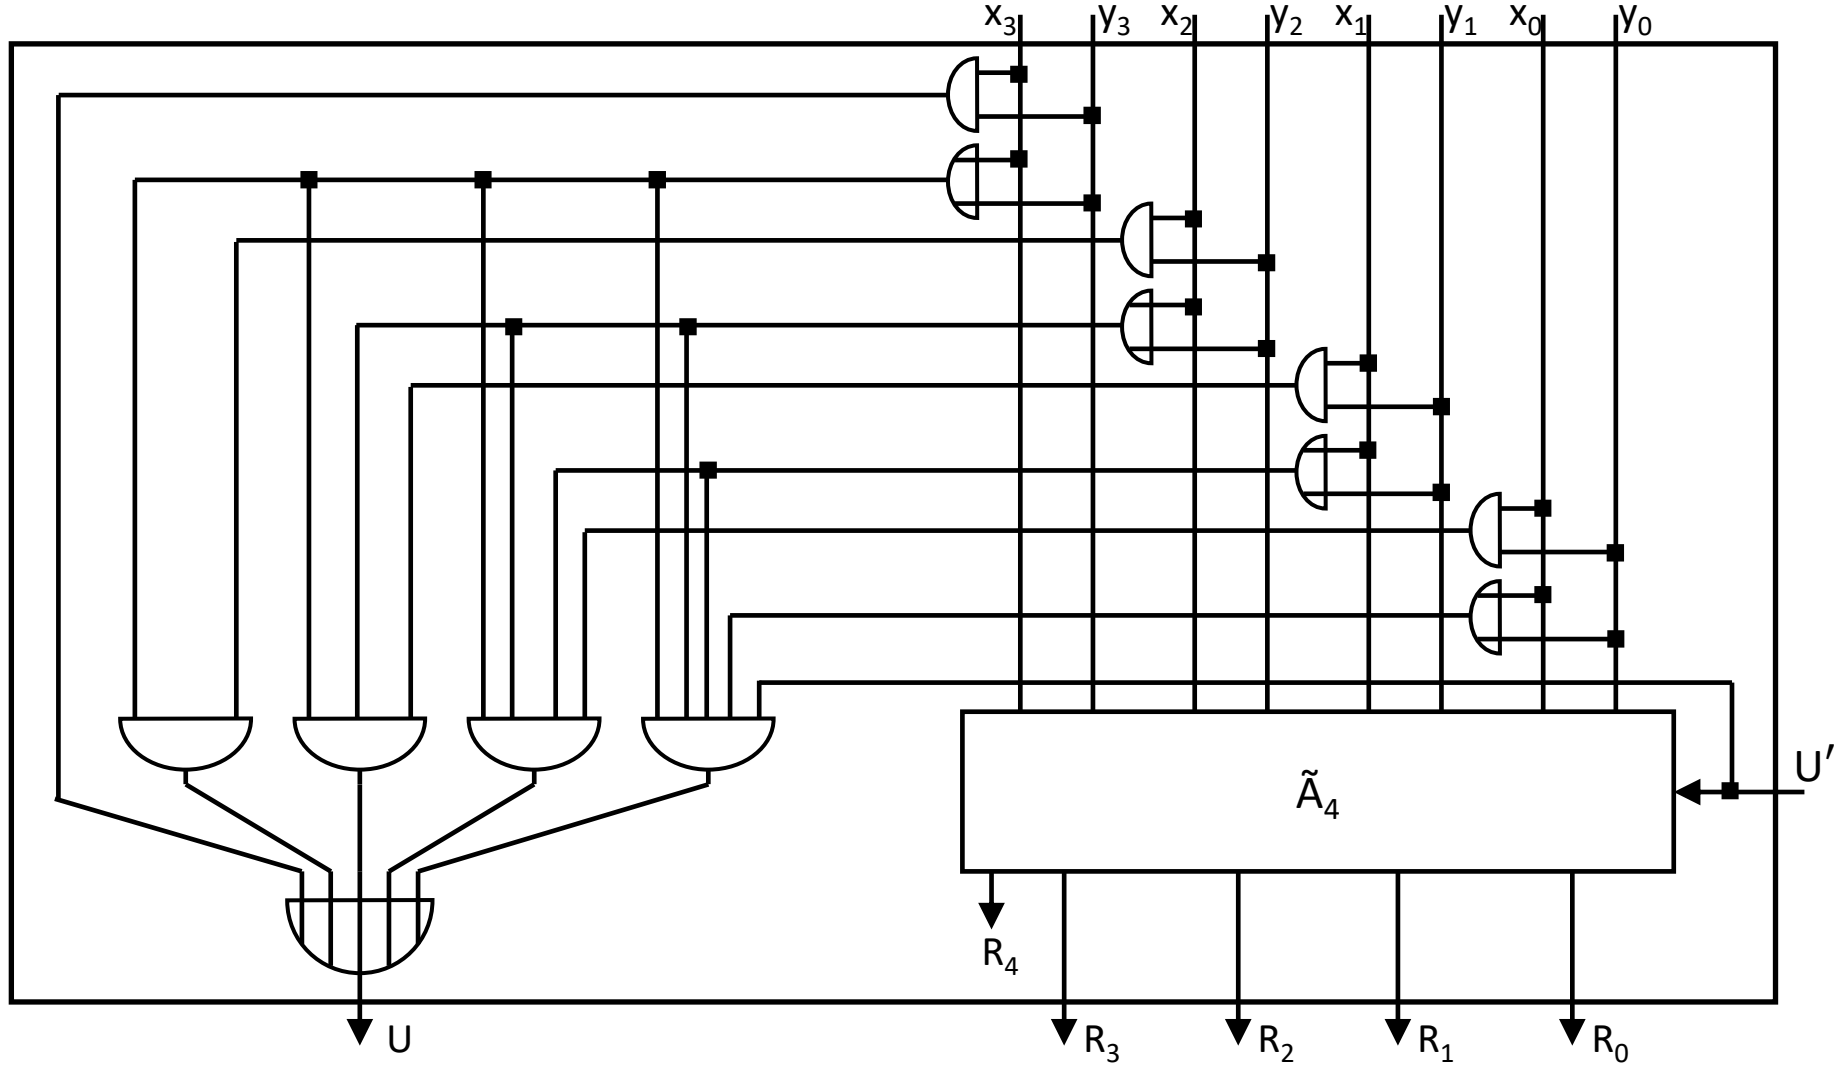 x₃ y₃ x₂ y₂ x₁ y₁ x₀ y₀
U′
Ã₄
R₄
U R₃ R₂ R₁ R₀